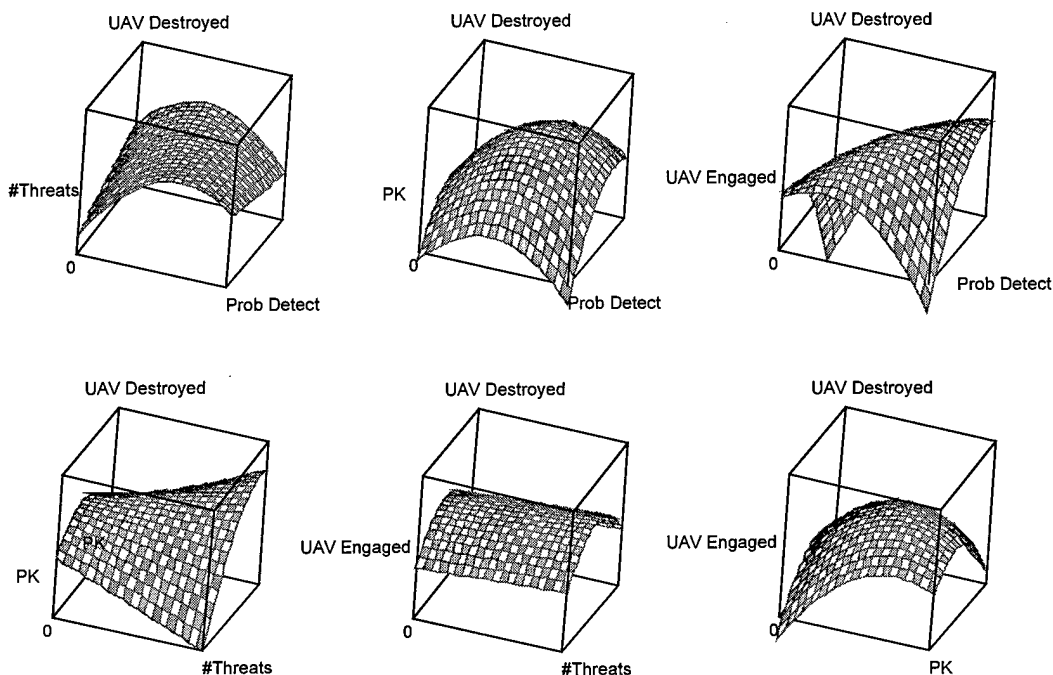 UAV Destroyed
#Threats
0
Prob Detect
UAV Destroyed
PK
0
Prob Detect
UAV Destroyed
UAV Engaged
0
Prob Detect
UAV Destroyed
PK
PK
0
#Threats
UAV Destroyed
UAV Engaged
0
#Threats
UAV Destroyed
UAV Engaged
0
PK